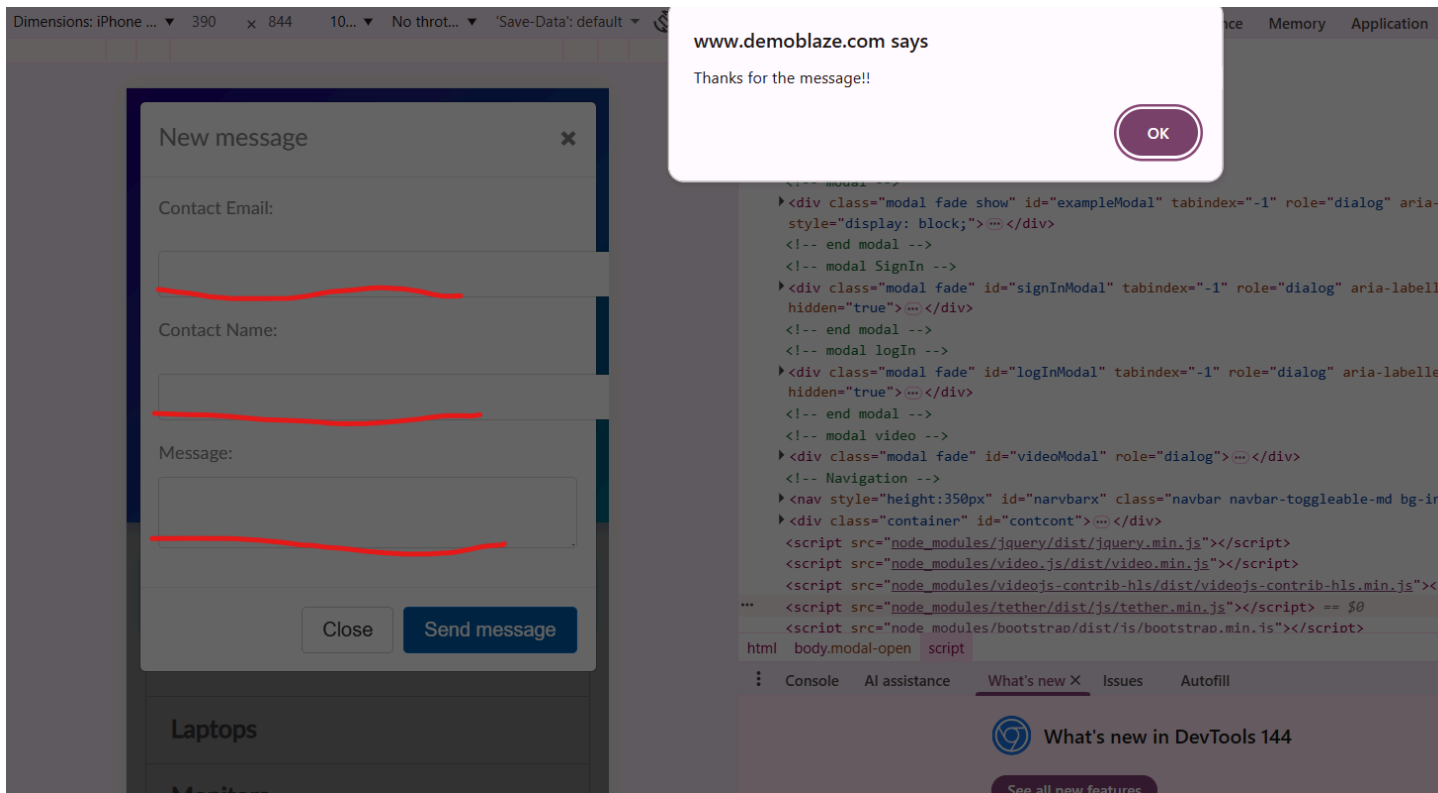 Dimensions: iPhone ... ▼ 390 × 844 10... ▼ No throt... ▼ 'Save-Data': default ▼
Memory Application
www.demoblaze.com says
Thanks for the message!!
OK
New message ×
Contact Email:
Contact Name:
Message:
Close Send message
Laptops
Monitors
<!-- modal -->
<div class="modal fade show" id="exampleModal" tabindex="-1" role="dialog" aria-
style="display: block;"> ⋯ </div>
<!-- end modal -->
<!-- modal SignIn -->
<div class="modal fade" id="signInModal" tabindex="-1" role="dialog" aria-labell
hidden="true"> ⋯ </div>
<!-- end modal -->
<!-- modal logIn -->
<div class="modal fade" id="logInModal" tabindex="-1" role="dialog" aria-labelle
hidden="true"> ⋯ </div>
<!-- end modal -->
<!-- modal video -->
<div class="modal fade" id="videoModal" role="dialog"> ⋯ </div>
<!-- Navigation -->
<nav style="height:350px" id="narvbarx" class="navbar navbar-toggleable-md bg-in
<div class="container" id="contcont"> ⋯ </div>
<script src="node_modules/jquery/dist/jquery.min.js"></script>
<script src="node_modules/video.js/dist/video.min.js"></script>
<script src="node_modules/videojs-contrib-hls/dist/videojs-contrib-hls.min.js"><
... <script src="node_modules/tether/dist/js/tether.min.js"></script> == $0
<script src="node_modules/bootstrap/dist/js/bootstrap.min.js"></script>
html body.modal-open script
Console AI assistance What's new × Issues Autofill
What's new in DevTools 144
See all new features